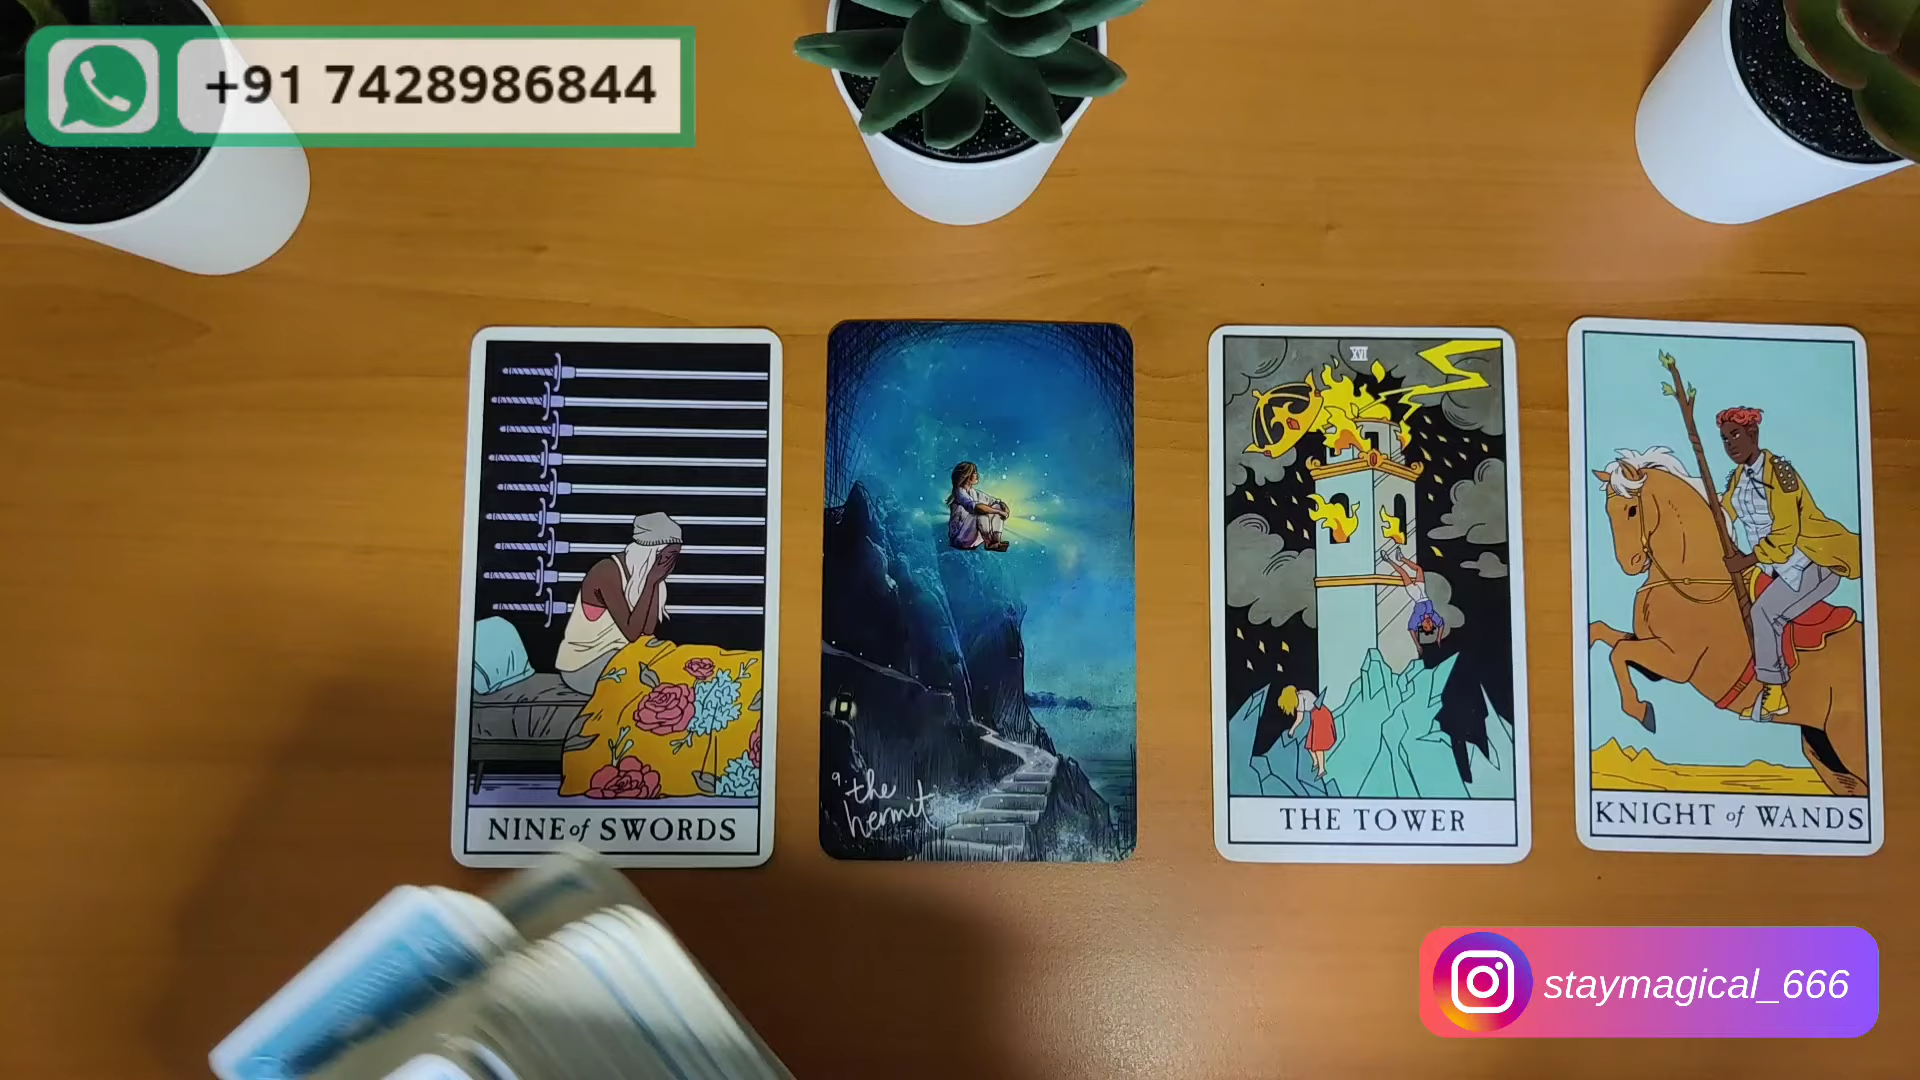 +91 7428986844
XVI
NINE of SWORDS
9. the
hermit
THE TOWER
KNIGHT of WANDS
staymagical_666